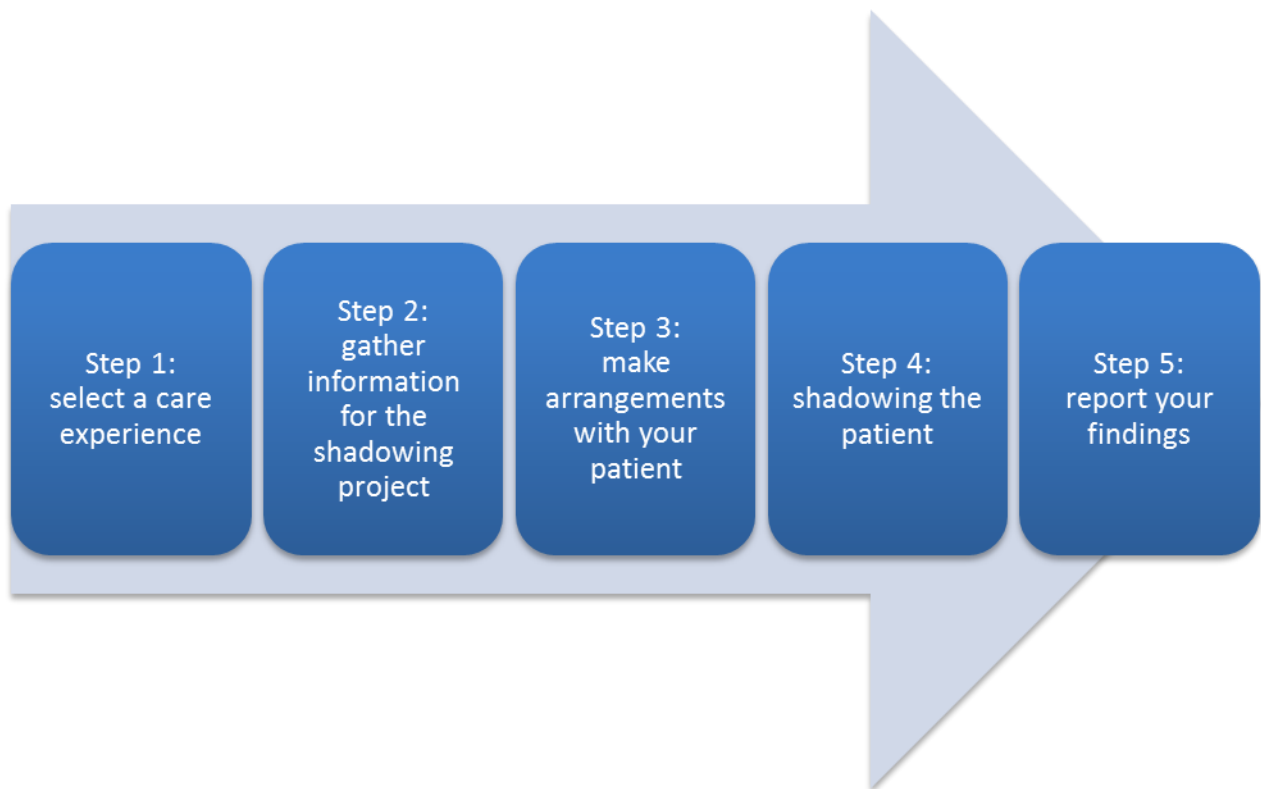 Step 1:
select a care
experience
Step 2:
gather
information
for the
shadowing
project
Step 3:
make
arrangements
with your
patient
Step 4:
shadowing the
patient
Step 5:
report your
findings